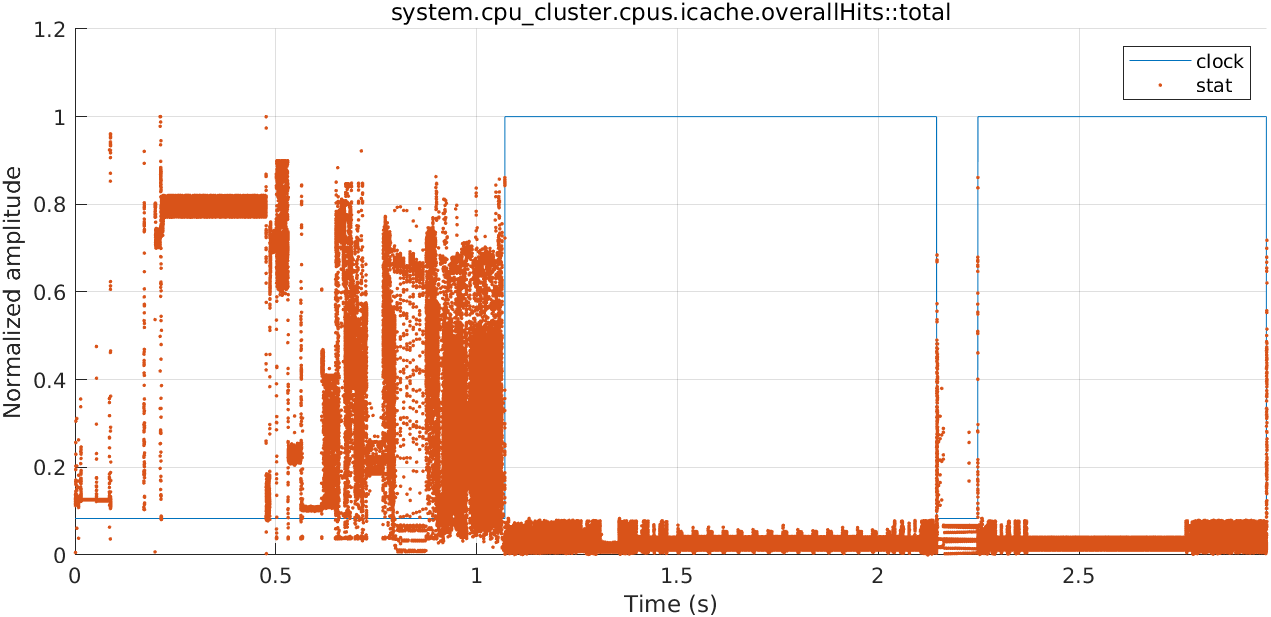 system.cpu_cluster.cpus.icache.overallHits::total
1.2
1
0.8
0.6
0.4
0.2
0
Normalized amplitude
clock
stat
0 0.5 1 1.5 2 2.5
Time (s)